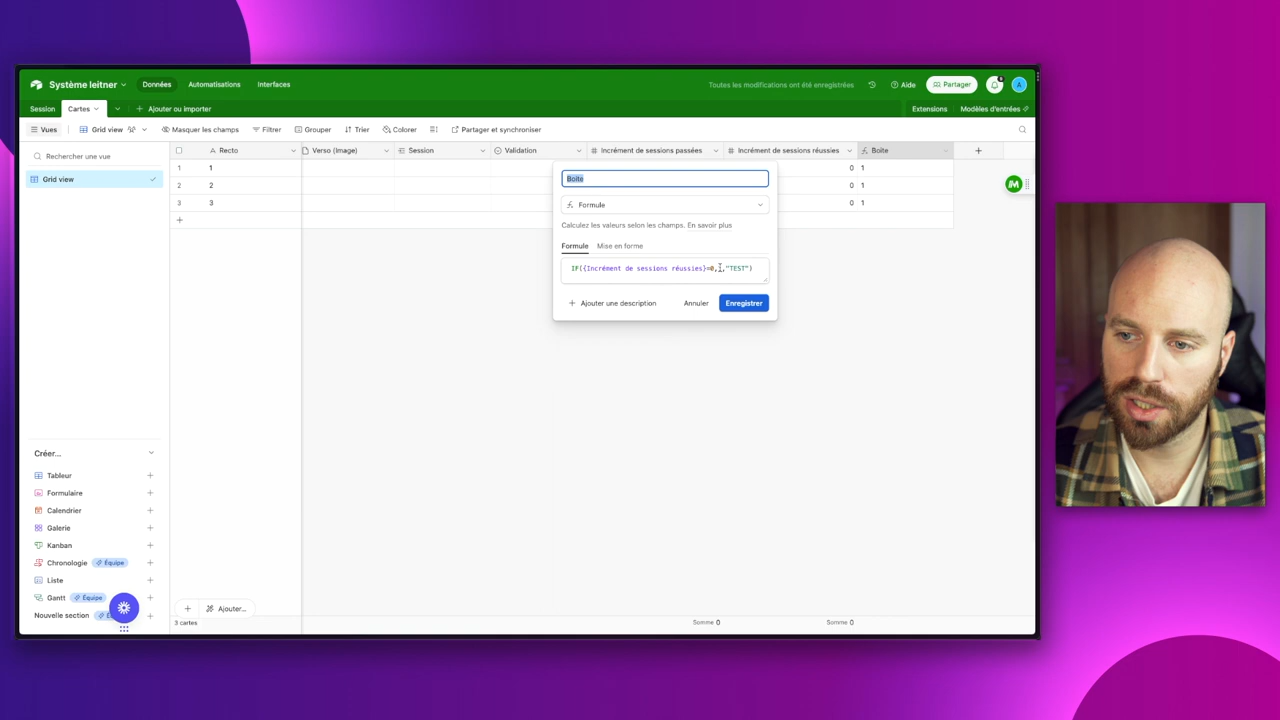 Système leitner
Données
Automatisations
Interfaces
Toutes les modifications ont été enregistrées
Aide
Partager
6
A
Session
Cartes
Ajouter ou importer
Extensions
Modèles d'entrées
Vues
Grid view
Masquer les champs
Filtrer
Grouper
Trier
Colorer
Partager et synchroniser
Rechercher une vue
Grid view
Recto
Verso (Image)
Session
Validation
Incrément de sessions passées
Incrément de sessions réussies
Boite
1 1 0 1
2 2 0 1
3 3 0 1
Boite
Formule
Calculez les valeurs selon les champs. En savoir plus
Formule
Mise en forme
IF({Incrément de sessions réussies}=0, ,"TEST")
Ajouter une description
Annuler
Enregistrer
Créer...
Tableur
Formulaire
Calendrier
Galerie
Kanban
Chronologie Équipe
Liste
Gantt Équipe
Nouvelle section
Ajouter...
3 cartes
Somme 0
Somme 0